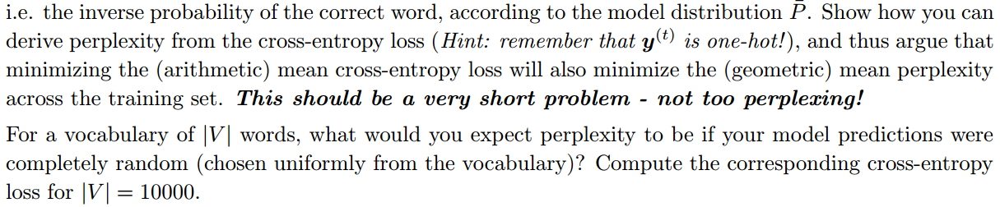 i.e. the inverse probability of the correct word, according to the model distribution P̄. Show how you can
derive perplexity from the cross-entropy loss (Hint: remember that y⁽ᵗ⁾ is one-hot!), and thus argue that
minimizing the (arithmetic) mean cross-entropy loss will also minimize the (geometric) mean perplexity
across the training set. This should be a very short problem - not too perplexing!
For a vocabulary of |V| words, what would you expect perplexity to be if your model predictions were
completely random (chosen uniformly from the vocabulary)? Compute the corresponding cross-entropy
loss for |V| = 10000.